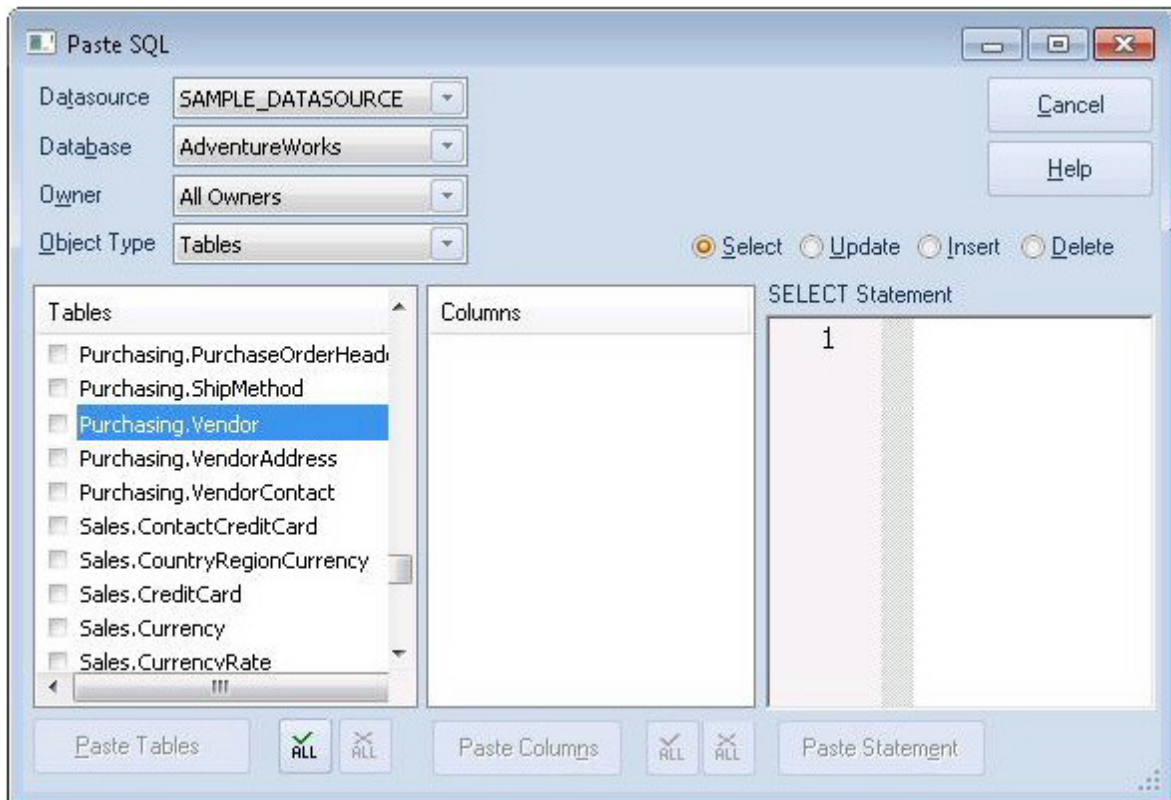 Paste SQL
Datasource SAMPLE_DATASOURCE
Cancel
Database AdventureWorks
Help
Owner All Owners
Object Type Tables
Select Update Insert Delete
SELECT Statement
Tables
Columns
1
Purchasing.PurchaseOrderHeade
Purchasing.ShipMethod
Purchasing.Vendor
Purchasing.VendorAddress
Purchasing.VendorContact
Sales.ContactCreditCard
Sales.CountryRegionCurrency
Sales.CreditCard
Sales.Currency
Sales.CurrencyRate
Paste Tables ALL ALL Paste Columns ALL ALL Paste Statement